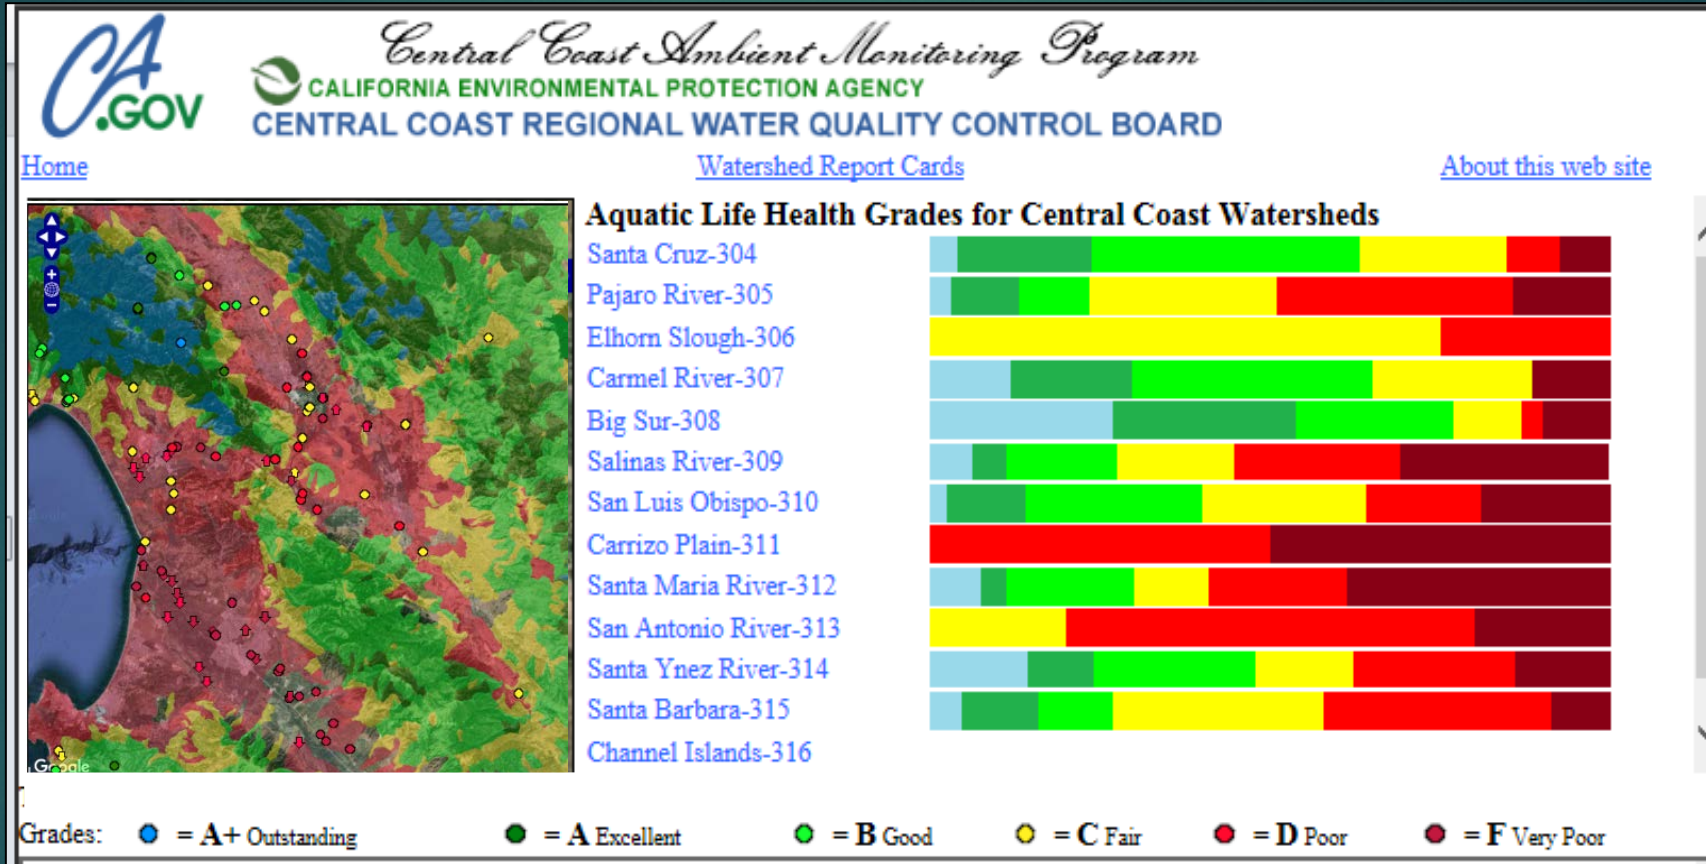 CA
.GOV
Central Coast Ambient Monitoring Program
CALIFORNIA ENVIRONMENTAL PROTECTION AGENCY
CENTRAL COAST REGIONAL WATER QUALITY CONTROL BOARD
Home
Watershed Report Cards
About this web site
Aquatic Life Health Grades for Central Coast Watersheds
Santa Cruz-304
Pajaro River-305
Elhorn Slough-306
Carmel River-307
Big Sur-308
Salinas River-309
San Luis Obispo-310
Carrizo Plain-311
Santa Maria River-312
San Antonio River-313
Santa Ynez River-314
Santa Barbara-315
Channel Islands-316
Google
Grades: = A+ Outstanding = A Excellent = B Good = C Fair = D Poor = F Very Poor